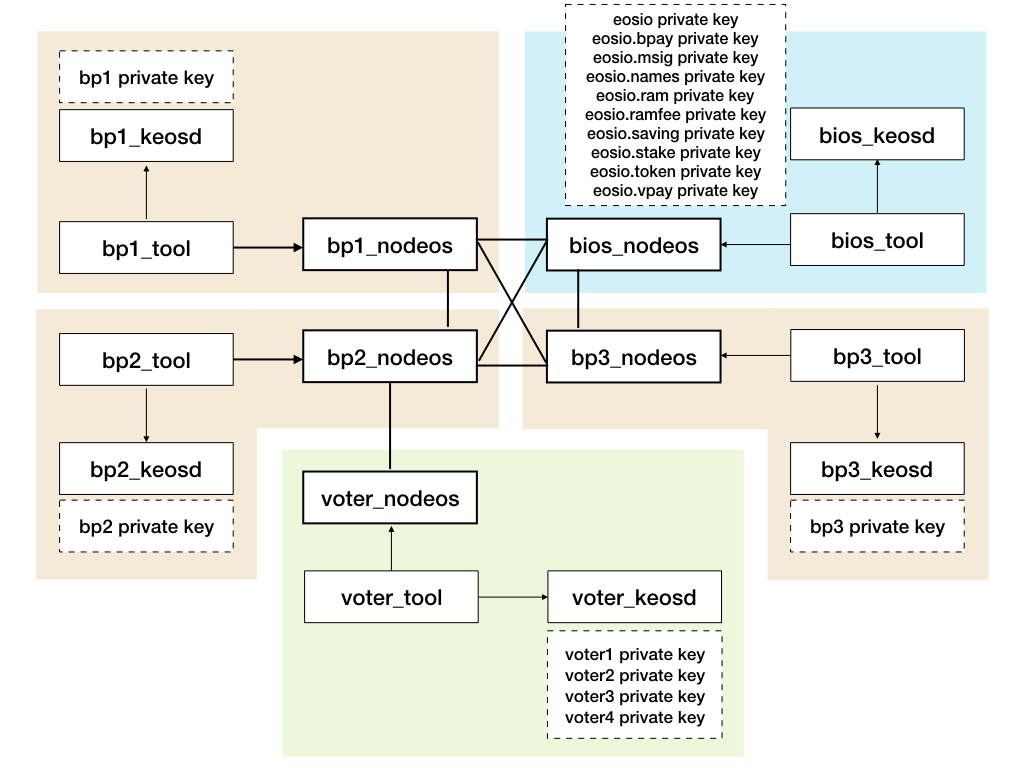 eosio private key
eosio.bpay private key
eosio.msig private key
eosio.names private key
eosio.ram private key
eosio.ramfee private key
eosio.saving private key
eosio.stake private key
eosio.token private key
eosio.vpay private key
bp1 private key
bp1_keosd
bios_keosd
bp1_tool
bp1_nodeos
bios_nodeos
bios_tool
bp2_tool
bp2_nodeos
bp3_nodeos
bp3_tool
bp2_keosd
bp3_keosd
voter_nodeos
bp2 private key
bp3 private key
voter_tool
voter_keosd
voter1 private key
voter2 private key
voter3 private key
voter4 private key